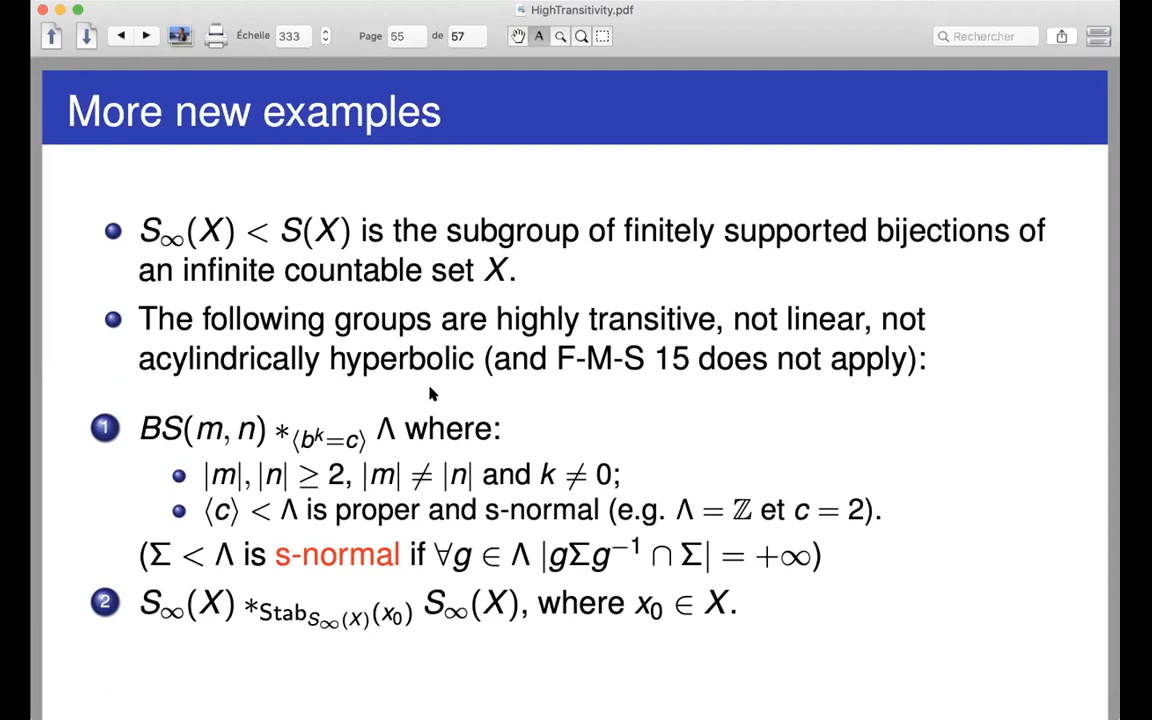 HighTransitivity.pdf
Échelle 333 Page 55 de 57 A Rechercher
More new examples
S∞(X) < S(X) is the subgroup of finitely supported bijections of
an infinite countable set X.
The following groups are highly transitive, not linear, not
acylindrically hyperbolic (and F-M-S 15 does not apply):
1 BS(m, n) *⟨b^k=c⟩ Λ where:
|m|, |n| ≥ 2, |m| ≠ |n| and k ≠ 0;
⟨c⟩ < Λ is proper and s-normal (e.g. Λ = ℤ et c = 2).
(Σ < Λ is s-normal if ∀g ∈ Λ |gΣg⁻¹ ∩ Σ| = +∞)
2 S∞(X) *Stab_{S∞(X)}(x₀) S∞(X), where x₀ ∈ X.